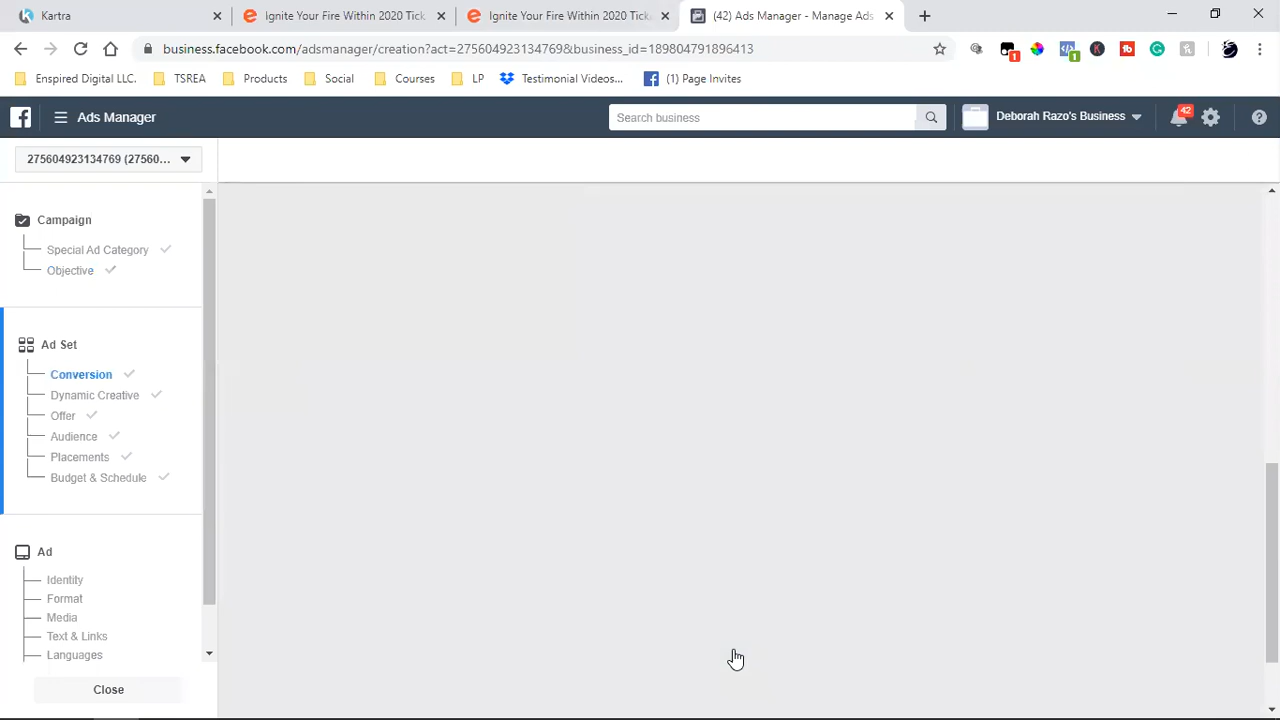 Kartra
Ignite Your Fire Within 2020 Tick
Ignite Your Fire Within 2020 Tick
(42) Ads Manager - Manage Ads
business.facebook.com/adsmanager/creation?act=275604923134769&business_id=189804791896413
1
1
Enspired Digital LLC.
TSREA
Products
Social
Courses
LP
Testimonial Videos...
(1) Page Invites
Ads Manager
Search business
Deborah Razo's Business
42
275604923134769 (27560...
Campaign
Special Ad Category
Objective
Ad Set
Conversion
Dynamic Creative
Offer
Audience
Placements
Budget & Schedule
Ad
Identity
Format
Media
Text & Links
Languages
Close